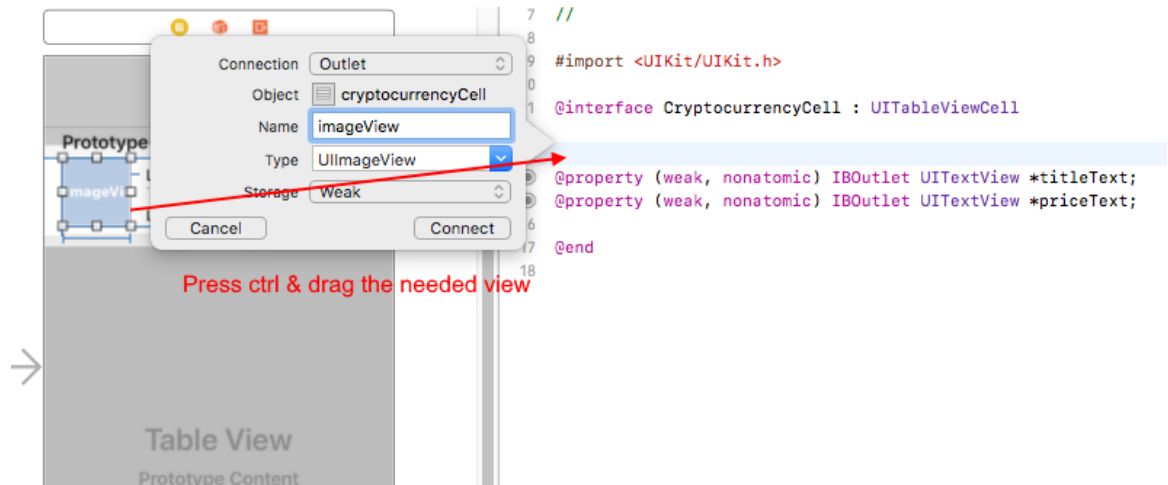 7 //
8
Connection Outlet
9 #import <UIKit/UIKit.h>
Object cryptocurrencyCell
0
1 @interface CryptocurrencyCell : UITableViewCell
Name imageView
Prototype
Type UIImageView
mageVi
L
@property (weak, nonatomic) IBOutlet UITextView *titleText;
Storage Weak
@property (weak, nonatomic) IBOutlet UITextView *priceText;
L
Cancel Connect
6
17 @end
18
Press ctrl & drag the needed view
Table View
Prototype Content